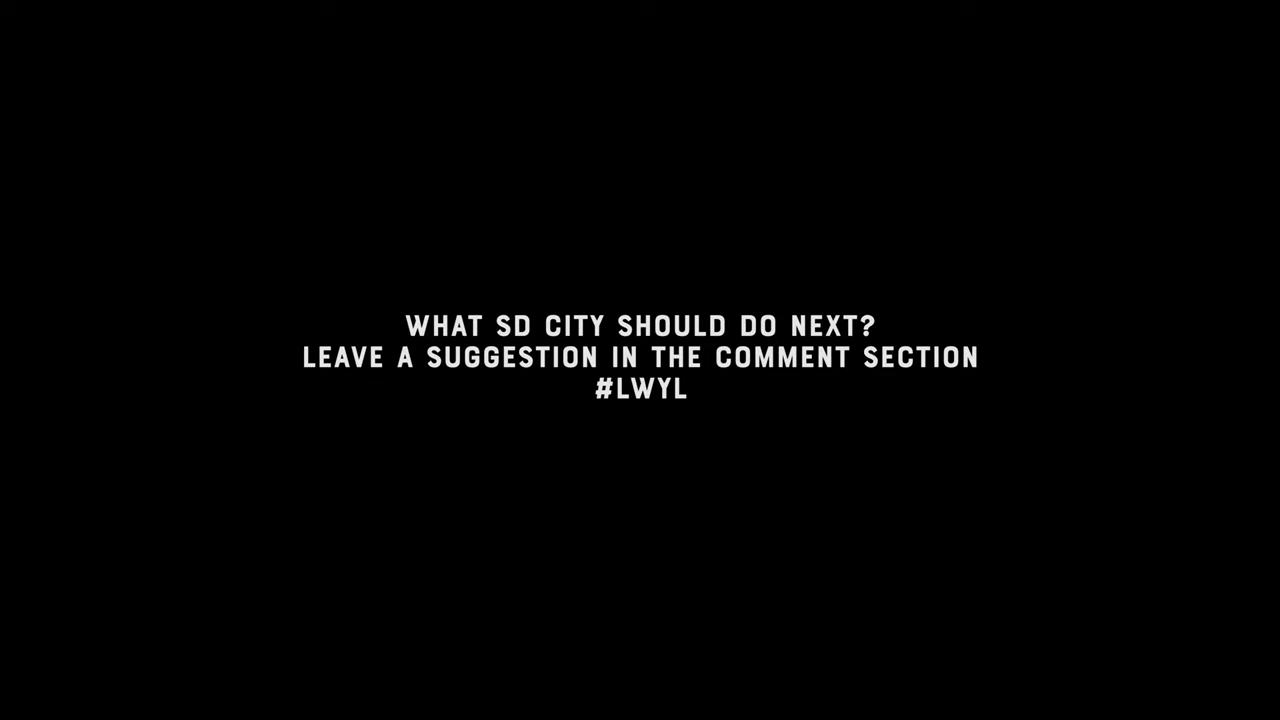 WHAT SD CITY SHOULD DO NEXT?
LEAVE A SUGGESTION IN THE COMMENT SECTION
#LWYL